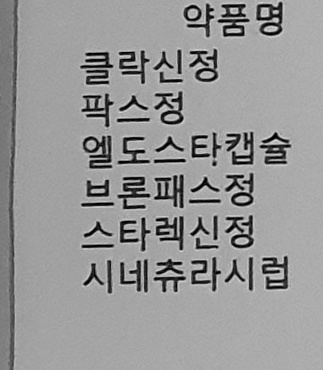 약품명
클락신정
팍스정
엘도스타캡슐
브론패스정
스타렉신정
시네츄라시럽